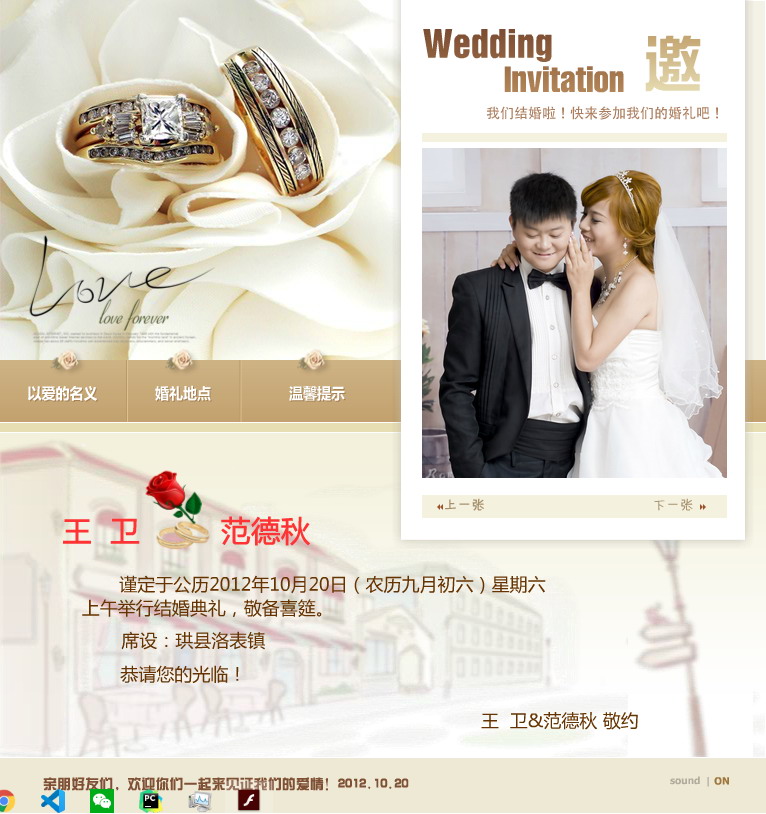 Wedding
Invitation
邀
我们结婚啦！快来参加我们的婚礼吧！
Love
love forever
以爱的名义
婚礼地点
温馨提示
上一张
下一张
王 卫
范德秋
谨定于公历2012年10月20日（农历九月初六）星期六
上午举行结婚典礼，敬备喜筵。
席设：珙县洛表镇
恭请您的光临！
王 卫&范德秋 敬约
亲朋好友们，欢迎你们一起来见证我们的爱情！2012.10.20
sound | ON
PC